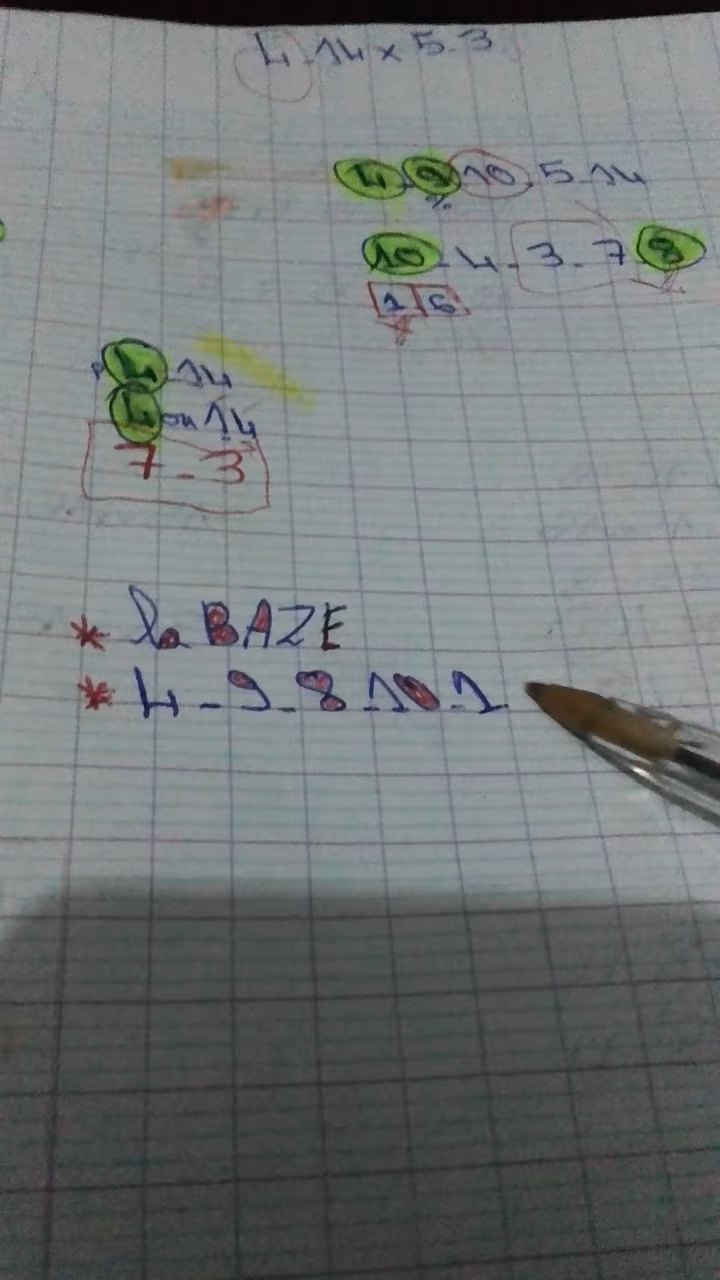 4 14 x 5.3
4 . 9 10 . 5 . 14
10 . 4 . 3 . 7 8
1 6
4 . 14
4 ou 14
7 - 3
* la BAZE
* 4 - 9 - 8 . 10 . 1